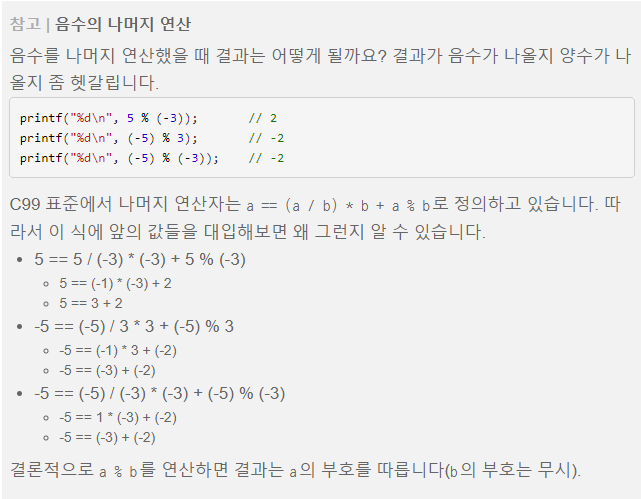 참고 | 음수의 나머지 연산
음수를 나머지 연산했을 때 결과는 어떻게 될까요? 결과가 음수가 나올지 양수가 나
올지 좀 헷갈립니다.
printf("%d\n", 5 % (-3));       // 2
printf("%d\n", (-5) % 3);       // -2
printf("%d\n", (-5) % (-3));    // -2
C99 표준에서 나머지 연산자는 a == (a / b) * b + a % b로 정의하고 있습니다. 따
라서 이 식에 앞의 값들을 대입해보면 왜 그런지 알 수 있습니다.
• 5 == 5 / (-3) * (-3) + 5 % (-3)
◦ 5 == (-1) * (-3) + 2
◦ 5 == 3 + 2
• -5 == (-5) / 3 * 3 + (-5) % 3
◦ -5 == (-1) * 3 + (-2)
◦ -5 == (-3) + (-2)
• -5 == (-5) / (-3) * (-3) + (-5) % (-3)
◦ -5 == 1 * (-3) + (-2)
◦ -5 == (-3) + (-2)
결론적으로 a % b를 연산하면 결과는 a의 부호를 따릅니다(b의 부호는 무시).